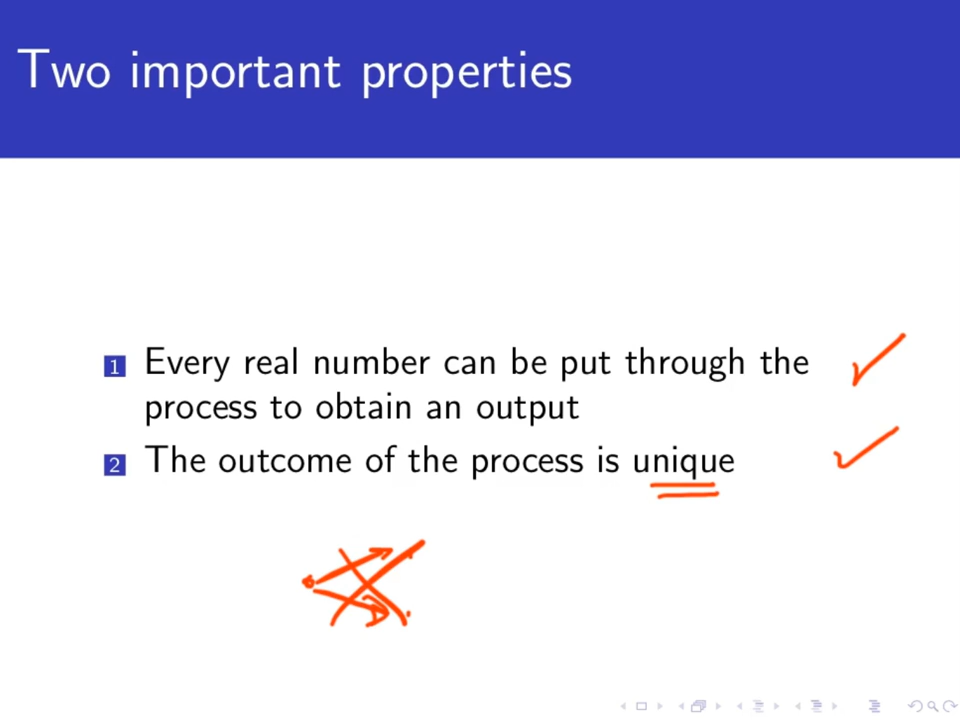 Two important properties
1 Every real number can be put through the
process to obtain an output
2 The outcome of the process is unique